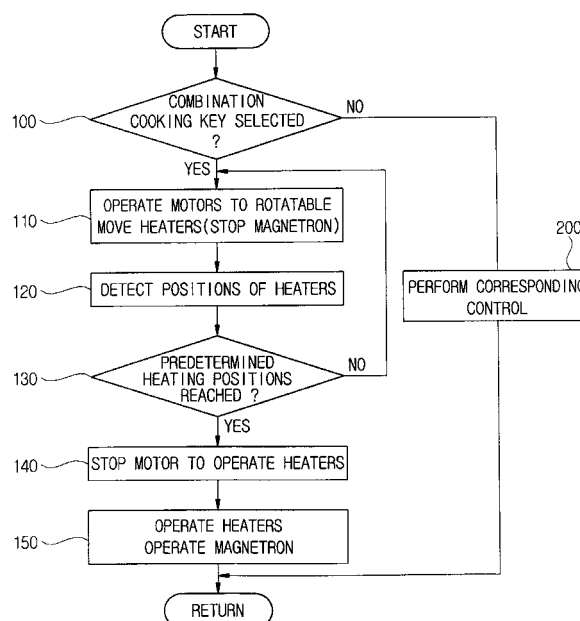 START
100
COMBINATION
COOKING KEY SELECTED
?
NO
YES
110
OPERATE MOTORS TO ROTATABLE
MOVE HEATERS(STOP MAGNETRON)
200
PERFORM CORRESPONDING
CONTROL
120
DETECT POSITIONS OF HEATERS
130
PREDETERMINED
HEATING POSITIONS
REACHED ?
NO
YES
140
STOP MOTOR TO OPERATE HEATERS
150
OPERATE HEATERS
OPERATE MAGNETRON
RETURN